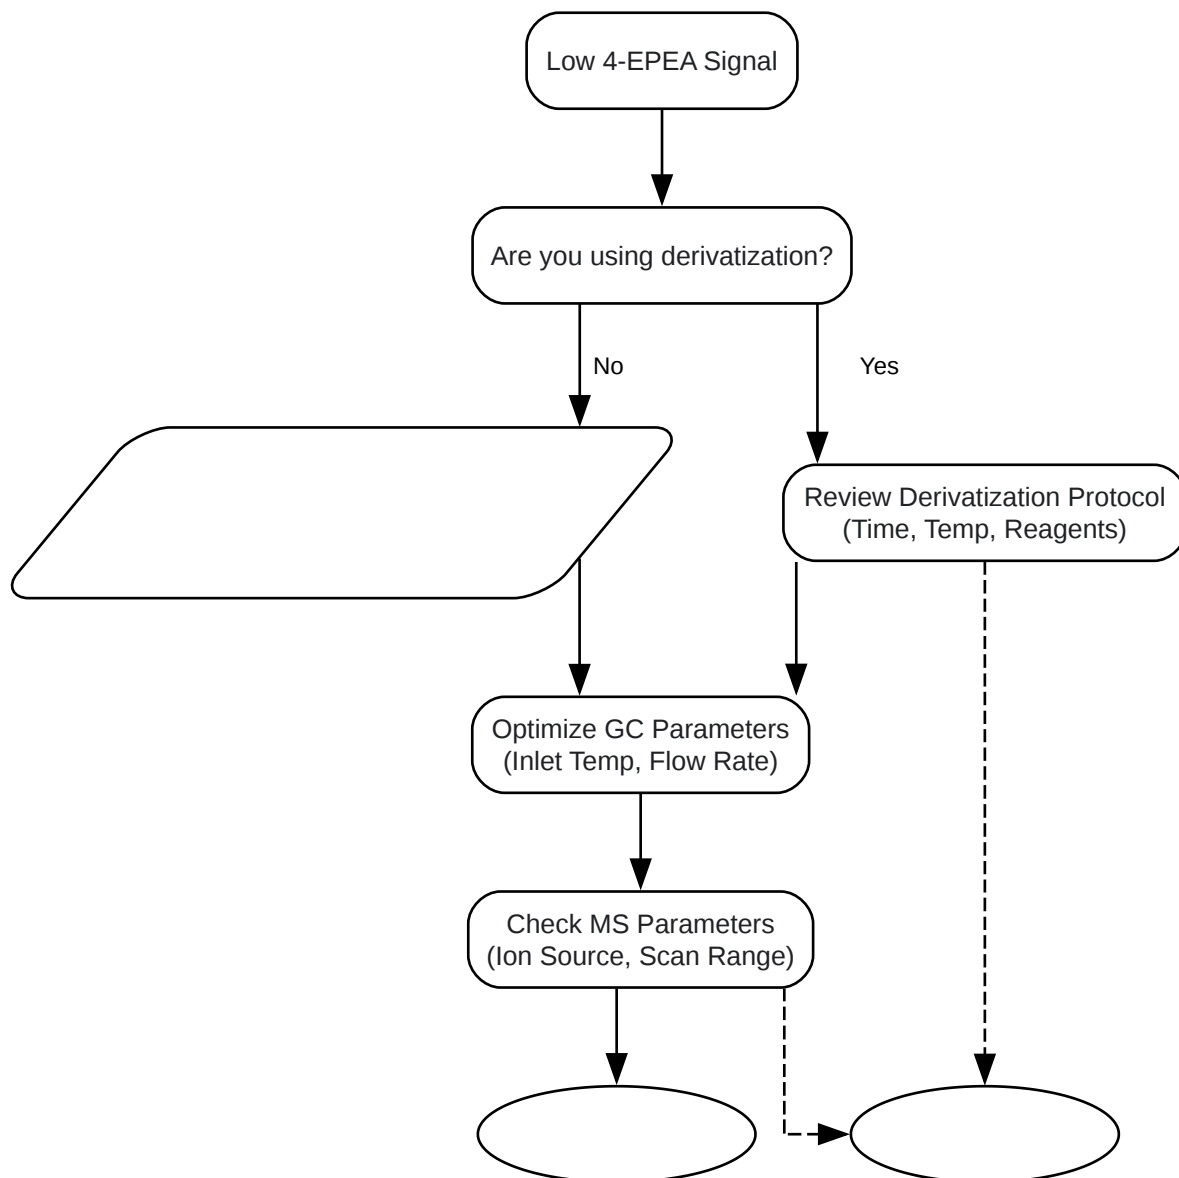 Low 4-EPEA Signal
Are you using derivatization?
No
Yes
Review Derivatization Protocol
(Time, Temp, Reagents)
Optimize GC Parameters
(Inlet Temp, Flow Rate)
Check MS Parameters
(Ion Source, Scan Range)